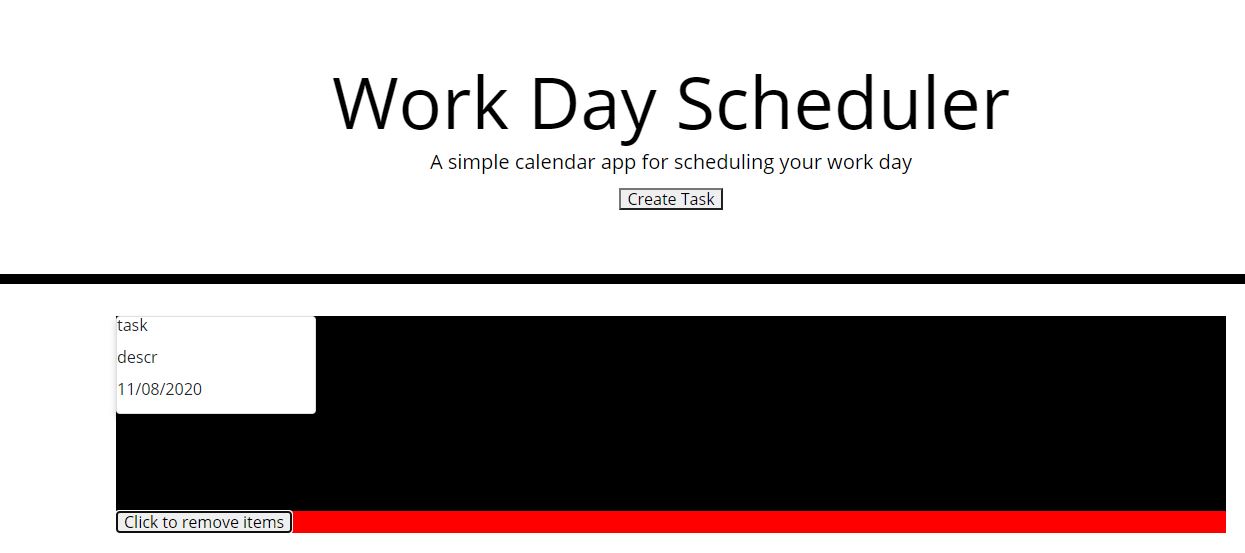 Work Day Scheduler
A simple calendar app for scheduling your work day
Create Task
task
descr
11/08/2020
Click to remove items